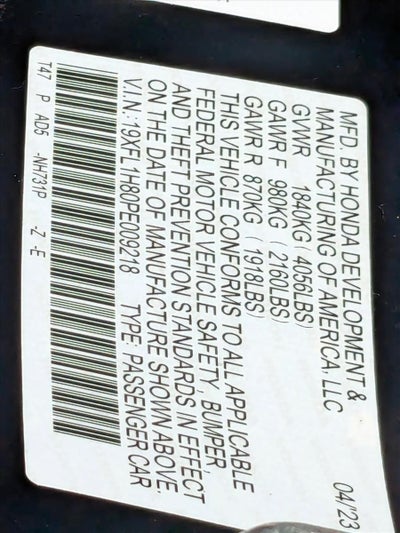 MFD. BY HONDA DEVELOPMENT &
MANUFACTURING OF AMERICA, LLC 04/23
GVWR 1840KG( 4056LBS)
GAWR F 980KG ( 2160LBS)
GAWR R 870KG ( 1918LBS)
THIS VEHICLE CONFORMS TO ALL APPLICABLE
FEDERAL MOTOR VEHICLE SAFETY, BUMPER,
AND THEFT PREVENTION STANDARDS IN EFFECT
ON THE DATE OF MANUFACTURE SHOWN ABOVE.
V.I.N.: 19XFL1H80PE009218 TYPE: PASSENGER CAR
T47 P AD5 -NH731P -Z -E